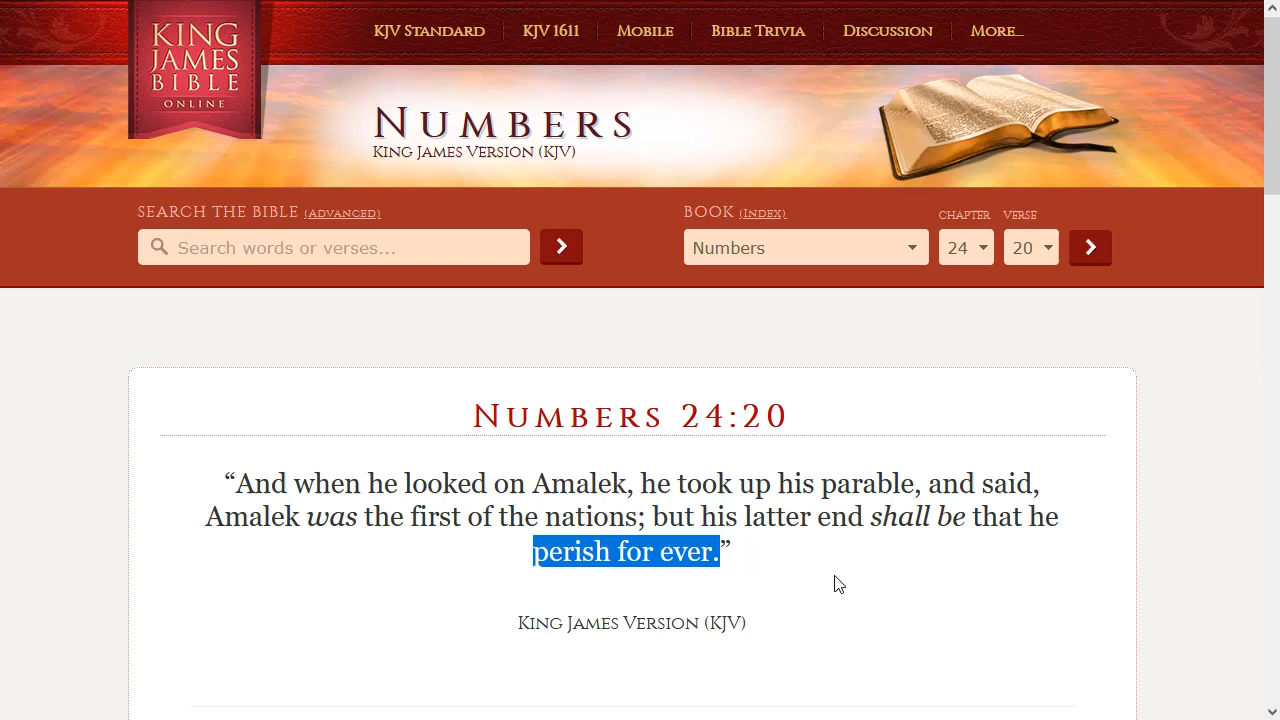 KING
JAMES
BIBLE
ONLINE
KJV Standard KJV 1611 Mobile Bible Trivia Discussion More...
Numbers
King James Version (KJV)
SEARCH THE BIBLE (Advanced)
BOOK (Index) CHAPTER VERSE
Search words or verses...
Numbers 24 20
Numbers 24:20
“And when he looked on Amalek, he took up his parable, and said,
Amalek was the first of the nations; but his latter end shall be that he
perish for ever.”
King James Version (KJV)